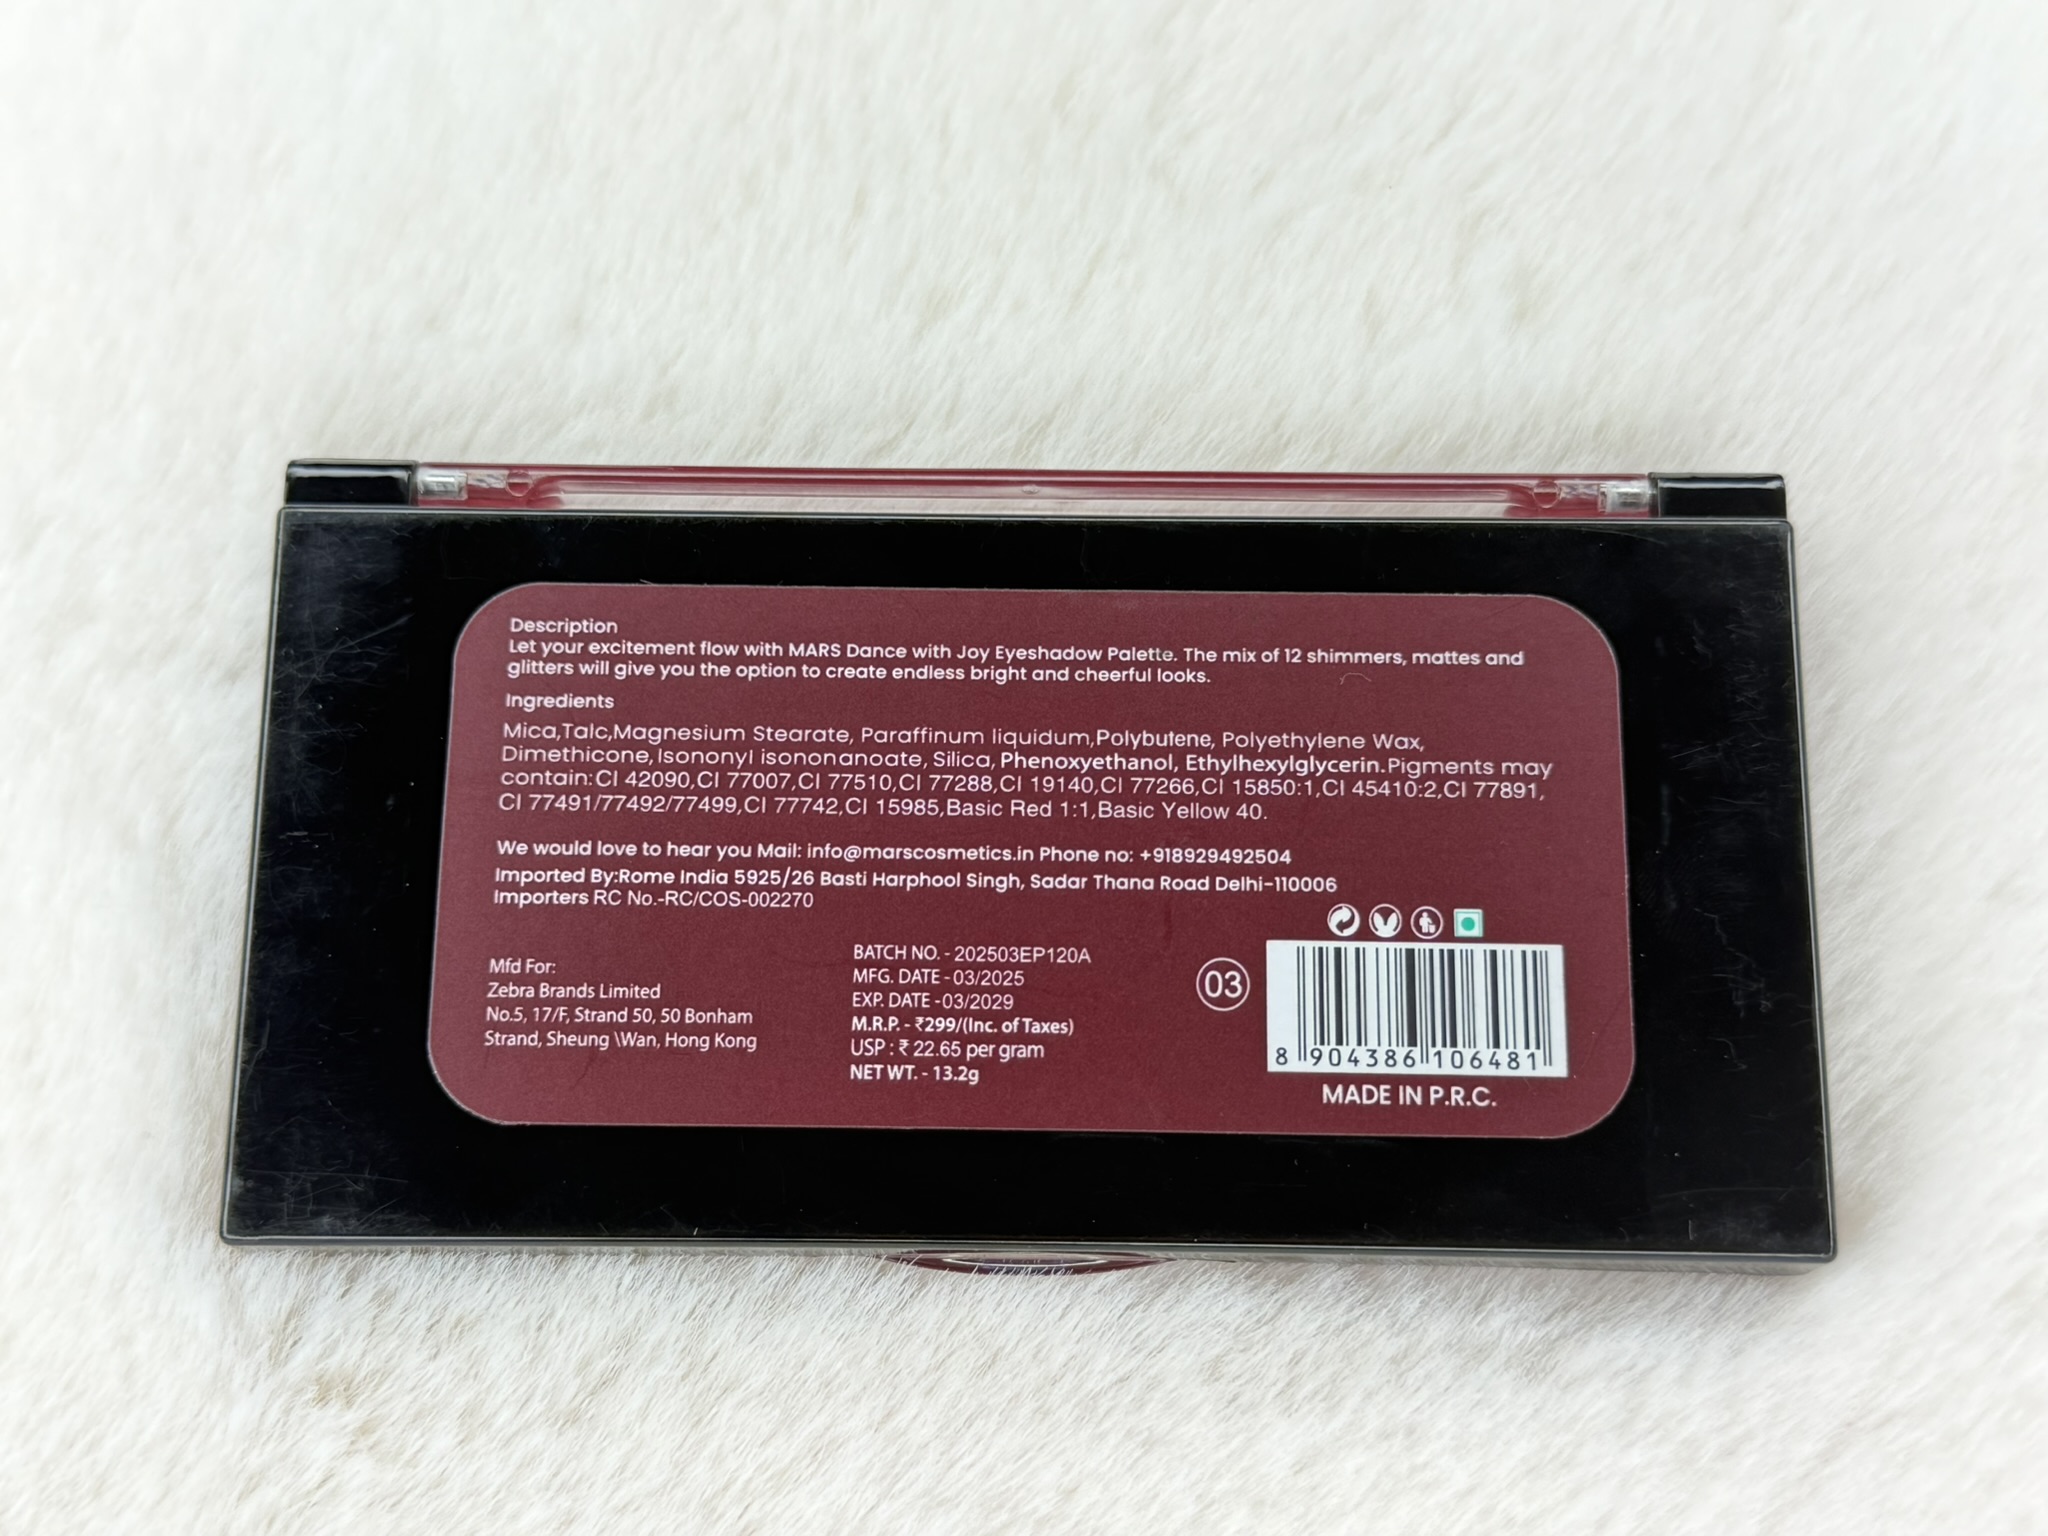 Description
Let your excitement flow with MARS Dance with Joy Eyeshadow Palette. The mix of 12 shimmers, mattes and
glitters will give you the option to create endless bright and cheerful looks.
Ingredients
Mica,Talc,Magnesium Stearate, Paraffinum liquidum,Polybutene, Polyethylene Wax,
Dimethicone,Isononyl isononanoate, Silica, Phenoxyethanol, Ethylhexylglycerin.Pigments may
contain:CI 42090,CI 77007,CI 77510,CI 77288,CI 19140,CI 77266,CI 15850:1,CI 45410:2,CI 77891,
CI 77491/77492/77499,CI 77742,CI 15985,Basic Red 1:1,Basic Yellow 40.
We would love to hear you Mail: info@marscosmetics.in Phone no: +918929492504
Imported By:Rome India 5925/26 Basti Harphool Singh, Sadar Thana Road Delhi-110006
Importers RC No.-RC/COS-002270
Mfd For:
Zebra Brands Limited
No.5, 17/F, Strand 50, 50 Bonham
Strand, Sheung \Wan, Hong Kong
BATCH NO. - 202503EP120A
MFG. DATE - 03/2025
EXP. DATE -03/2029
M.R.P. - ₹299/(Inc. of Taxes)
USP : ₹ 22.65 per gram
NET WT. - 13.2g
03
8 904386 106481
MADE IN P.R.C.